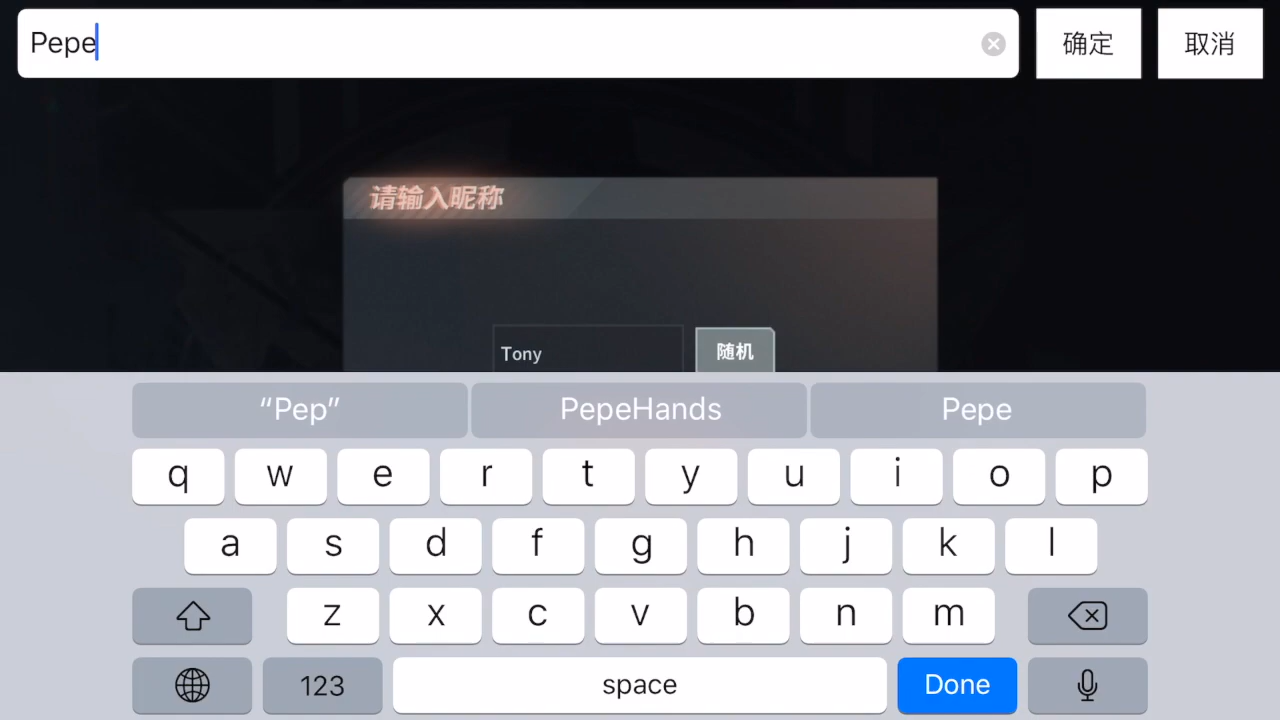 Pepe 确定 取消
请输入昵称
Tony 随机
“Pep” PepeHands Pepe
q w e r t y u i o p
a s d f g h j k l
z x c v b n m
123 space Done